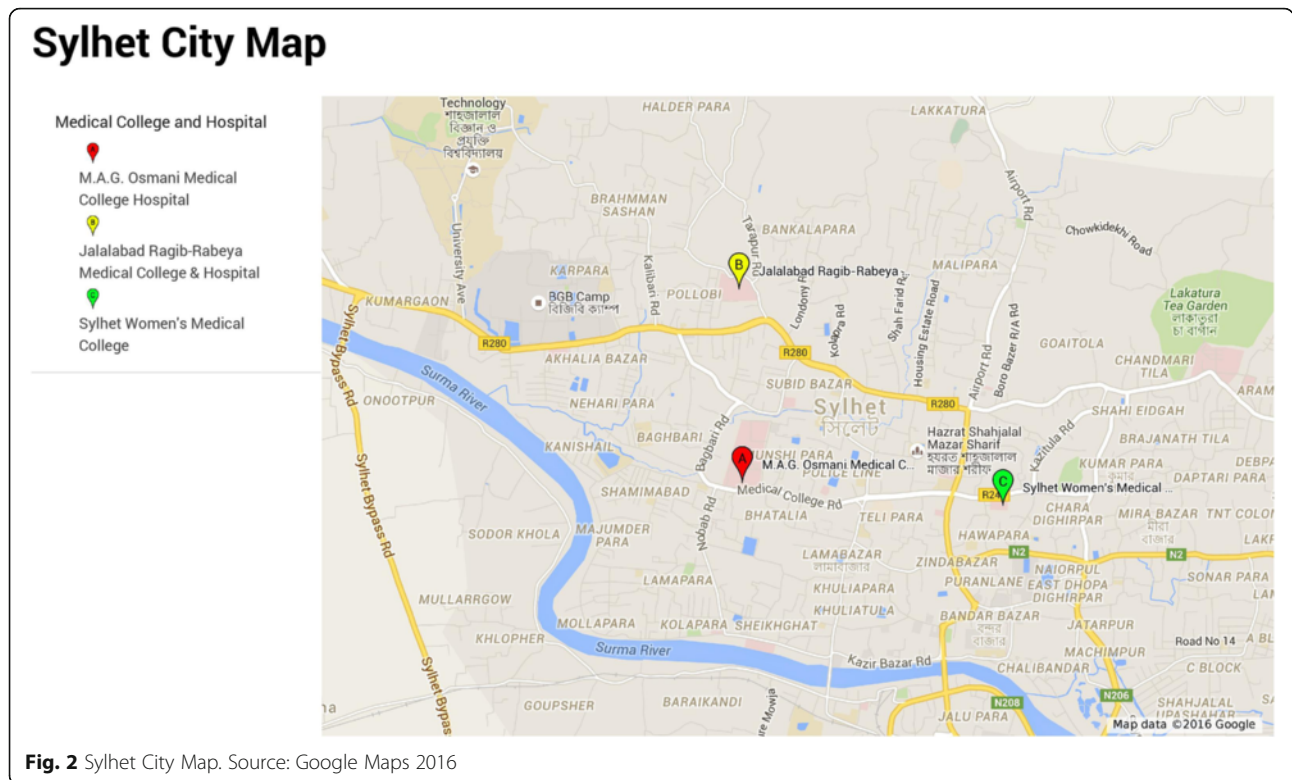 Sylhet City Map
Medical College and Hospital
A
M.A.G. Osmani Medical
College Hospital
B
Jalalabad Ragib-Rabeya
Medical College & Hospital
C
Sylhet Women's Medical
College
Technology
শাহজালাল
বিজ্ঞান ও
প্রযুক্তি
বিশ্ববিদ্যালয়
HALDER PARA
LAKKATURA
Airport Rd
BRAHMMAN
SASHAN
Tarapur Rd
BANKALAPARA
Chowkidekhi Road
University Ave
KARPARA
Kalibari Rd
B
Jalalabad Ragib-Rabeya
MALIPARA
KUMARGAON
BGB Camp
বিজিবি ক্যাম্প
POLLOBI
Londony Rd
Shah Farid Rd
Housing Estate Road
Lakatura
Tea Garden
লাক্কাতুরা
চা বাগান
Sylhet Bypass Rd
R280
AKHALIA BAZAR
R280
Airport Rd
Boro Bazer R/A Rd
GOAITOLA
CHANDMARI
TILA
Surma River
SUBID BAZAR
ARAM
ONOOTPUR
NEHARI PARA
Sylhet
সিলেট
R280
SHAHI EIDGAH
BAGHBARI
Bagbari Rd
Hazrat Shahjalal
Mazar Sharif
হযরত শাহজালাল
মাজার শরীফ
Kazitula Rd
BRAJANATH TILA
KANISHAIL
MUNSHI PARA
A
M.A.G. Osmani Medical C...
POLICE LINE
KUMAR PARA
কুমার
পাড়া
DEBPA
DAPTARI PARA
Sylhet Bypass Rd
SHAMIMABAD
Medical College Rd
C
Sylhet Women's Medical ...
R24
SODOR KHOLA
MAJUMDER
PARA
Nobab Rd
BHATALIA
TELI PARA
CHARA
DIGHIRPAR
MIRA BAZAR
মীরা
বাজার
TNT COLON
HAWAPARA
LAMABAZAR
লামাবাজার
ZINDABAZAR
N2
N2
LAKR
LAMAPARA
NAIORPUL
MULLARRGOW
KHULIAPARA
PURANLANE
EAST DHOPA
DIGHIRPAR
SONAR PARA
KHULIATULA
LAM
MOLLAPARA
KOLAPARA
SHEIKHGHAT
BANDAR BAZAR
বন্দর
বাজার
JATARPUR
KHLOPHER
Road No 14
A BL
Surma River
Kazir Bazar Rd
MACHIMPUR
CHALIBANDAR
C BLOCK
Sylhet Bypas
N206
GOUPSHER
BARAIKANDI
N208
SHAHJALAL
UPASHAHAR
JALU PARA
Map data ©2016 Google
Fig. 2 Sylhet City Map. Source: Google Maps 2016